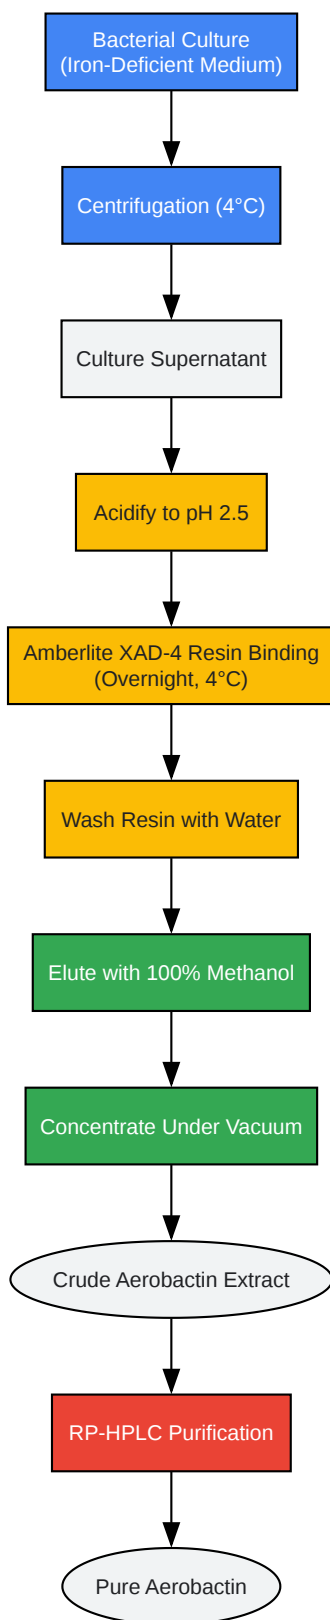 Bacterial Culture
(Iron-Deficient Medium)
Centrifugation (4°C)
Culture Supernatant
Acidify to pH 2.5
Amberlite XAD-4 Resin Binding
(Overnight, 4°C)
Wash Resin with Water
Elute with 100% Methanol
Concentrate Under Vacuum
Crude Aerobactin Extract
RP-HPLC Purification
Pure Aerobactin